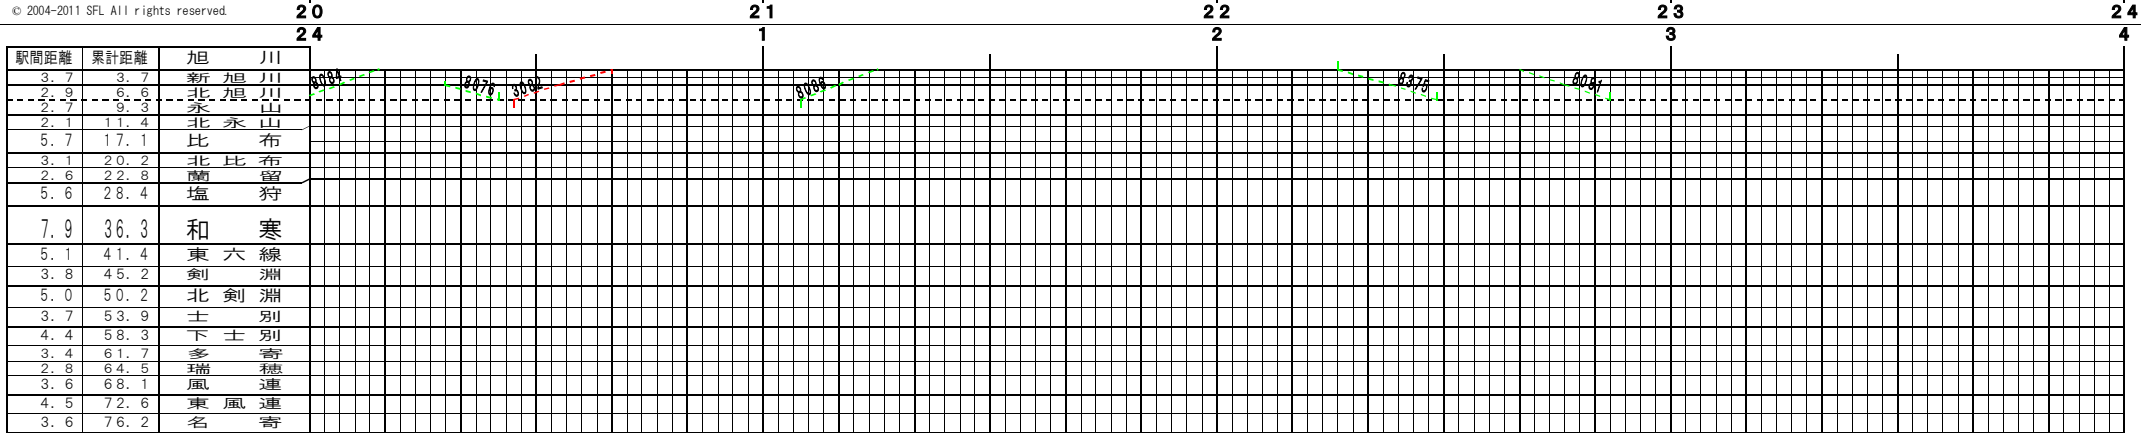 © 2004-2011 SFL All rights reserved.
20 21 22 23 24
24 1 2 3 4
駅間距離 累計距離 旭川
3.7 3.7 新旭川
2.9 6.6 北旭川
2.7 9.3 永山
2.1 11.4 北永山
5.7 17.1 比布
3.1 20.2 北比布
2.6 22.8 蘭留
5.6 28.4 塩狩
7.9 36.3 和寒
5.1 41.4 東六線
3.8 45.2 剣淵
5.0 50.2 北剣淵
3.7 53.9 士別
4.4 58.3 下士別
3.4 61.7 多寄
2.8 64.5 瑞穂
3.6 68.1 風連
4.5 72.6 東風連
3.6 76.2 名寄
8084
8076
3082
8086
8375
8081